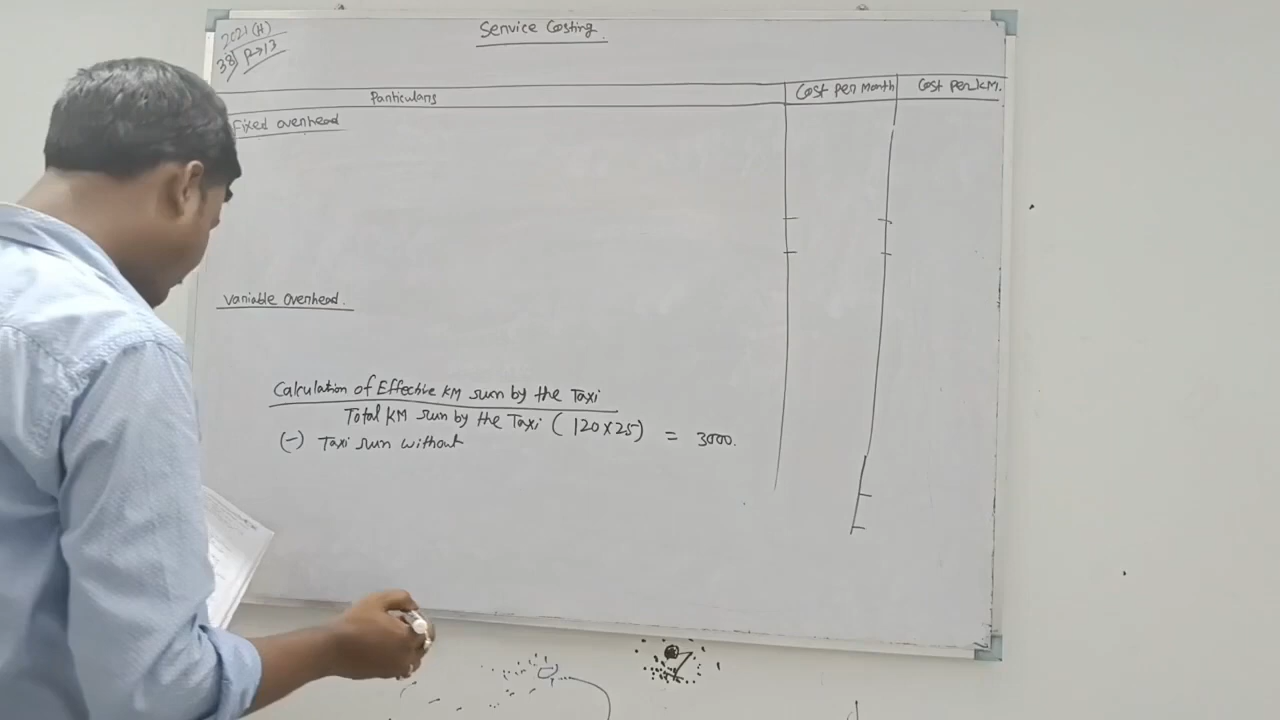 2021 (H)
38) P→13
Service Costing.
Particulars
Cost per Month
Cost per KM.
Fixed overhead
Variable Overhead.
Calculation of Effective KM run by the Taxi
Total KM run by the Taxi ( 120 x 25) = 3000.
(-) Taxi run without